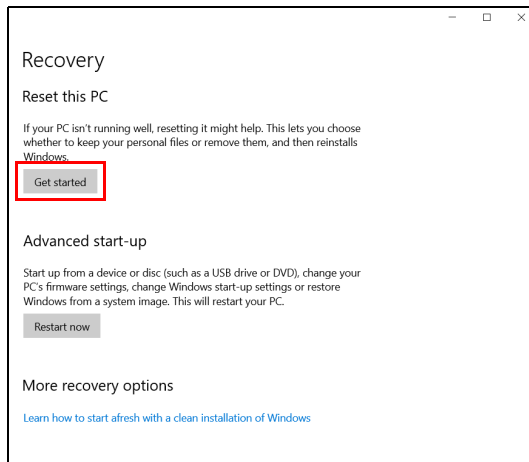 Recovery
Reset this PC
If your PC isn't running well, resetting it might help. This lets you choose
whether to keep your personal files or remove them, and then reinstalls
Windows.
Get started
Advanced start-up
Start up from a device or disc (such as a USB drive or DVD), change your
PC's firmware settings, change Windows start-up settings or restore
Windows from a system image. This will restart your PC.
Restart now
More recovery options
Learn how to start afresh with a clean installation of Windows